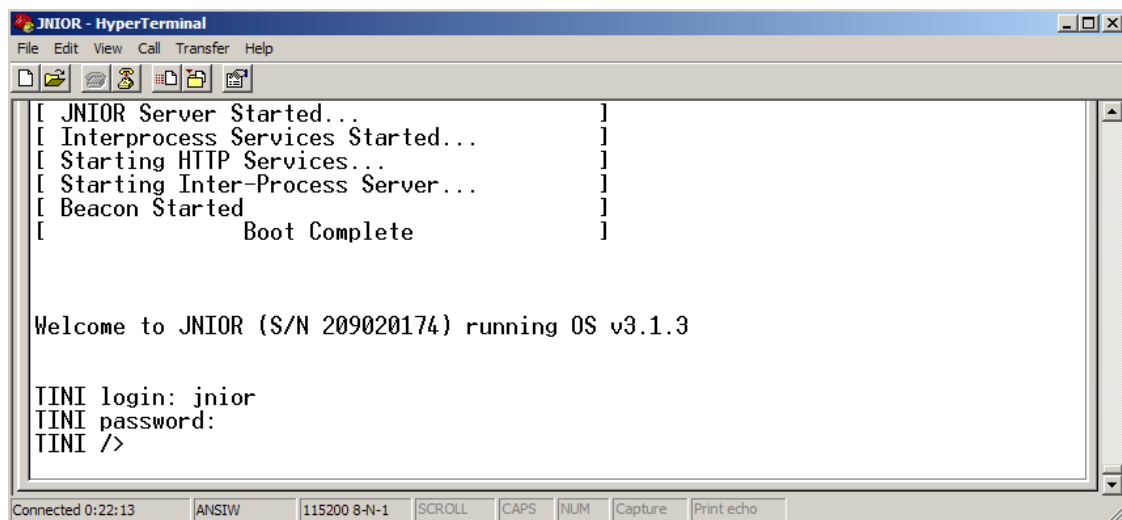 JNIOR - HyperTerminal
File Edit View Call Transfer Help
[ JNIOR Server Started... ]
[ Interprocess Services Started... ]
[ Starting HTTP Services... ]
[ Starting Inter-Process Server... ]
[ Beacon Started ]
[ Boot Complete ]
Welcome to JNIOR (S/N 209020174) running OS v3.1.3
TINI login: jnior
TINI password:
TINI />
Connected 0:22:13 ANSIW 115200 8-N-1 SCROLL CAPS NUM Capture Print echo